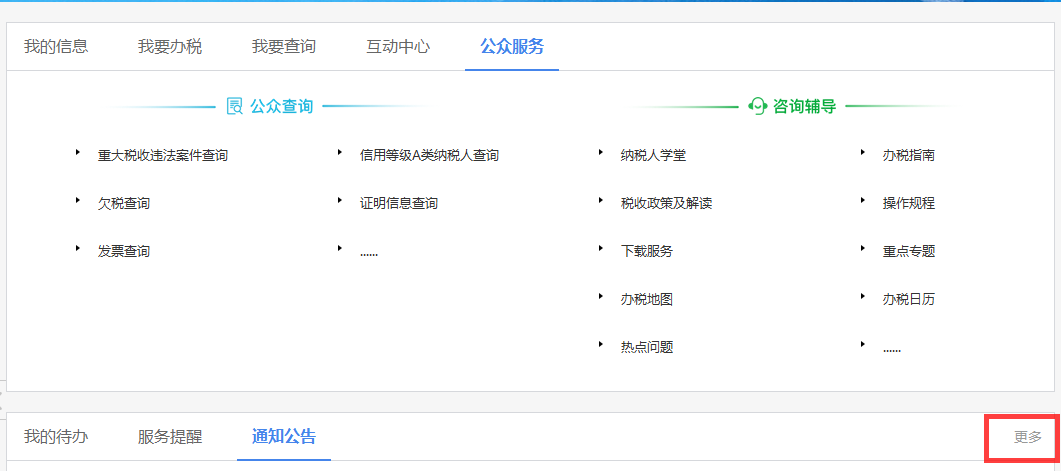 我的信息 我要办税 我要查询 互动中心 公众服务
公众查询 咨询辅导
重大税收违法案件查询 信用等级A类纳税人查询 纳税人学堂 办税指南
欠税查询 证明信息查询 税收政策及解读 操作规程
发票查询 ...... 下载服务 重点专题
办税地图 办税日历
热点问题 ......
我的待办 服务提醒 通知公告 更多